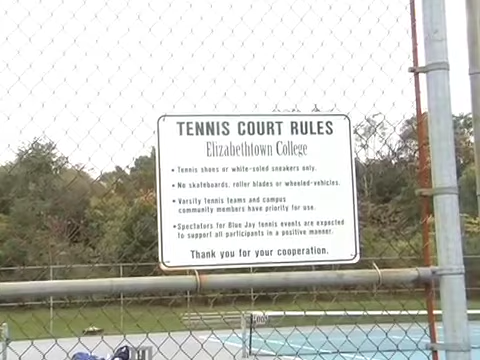 TENNIS COURT RULES
Elizabethtown College
• Tennis shoes or white-soled sneakers only.
• No skateboards, roller blades or wheeled-vehicles.
• Varsity tennis teams and campus
community members have priority for use.
• Spectators for Blue Jay tennis events are expected
to support all participants in a positive manner.
Thank you for your cooperation.